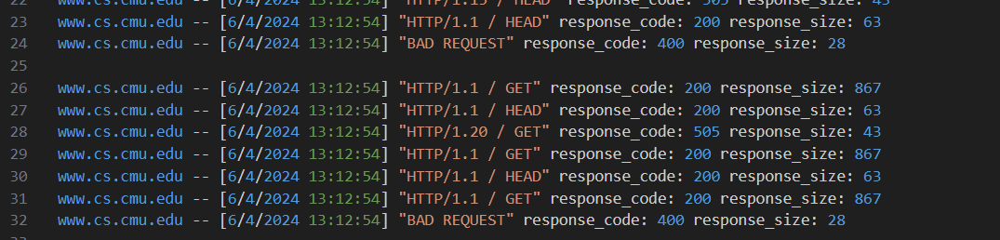 22 www.cs.cmu.edu -- [6/4/2024 13:12:54] "HTTP/1.15 / HEAD" response_code: 505 response_size: 43
23 www.cs.cmu.edu -- [6/4/2024 13:12:54] "HTTP/1.1 / HEAD" response_code: 200 response_size: 63
24 www.cs.cmu.edu -- [6/4/2024 13:12:54] "BAD REQUEST" response_code: 400 response_size: 28
25
26 www.cs.cmu.edu -- [6/4/2024 13:12:54] "HTTP/1.1 / GET" response_code: 200 response_size: 867
27 www.cs.cmu.edu -- [6/4/2024 13:12:54] "HTTP/1.1 / HEAD" response_code: 200 response_size: 63
28 www.cs.cmu.edu -- [6/4/2024 13:12:54] "HTTP/1.20 / GET" response_code: 505 response_size: 43
29 www.cs.cmu.edu -- [6/4/2024 13:12:54] "HTTP/1.1 / GET" response_code: 200 response_size: 867
30 www.cs.cmu.edu -- [6/4/2024 13:12:54] "HTTP/1.1 / HEAD" response_code: 200 response_size: 63
31 www.cs.cmu.edu -- [6/4/2024 13:12:54] "HTTP/1.1 / GET" response_code: 200 response_size: 867
32 www.cs.cmu.edu -- [6/4/2024 13:12:54] "BAD REQUEST" response_code: 400 response_size: 28